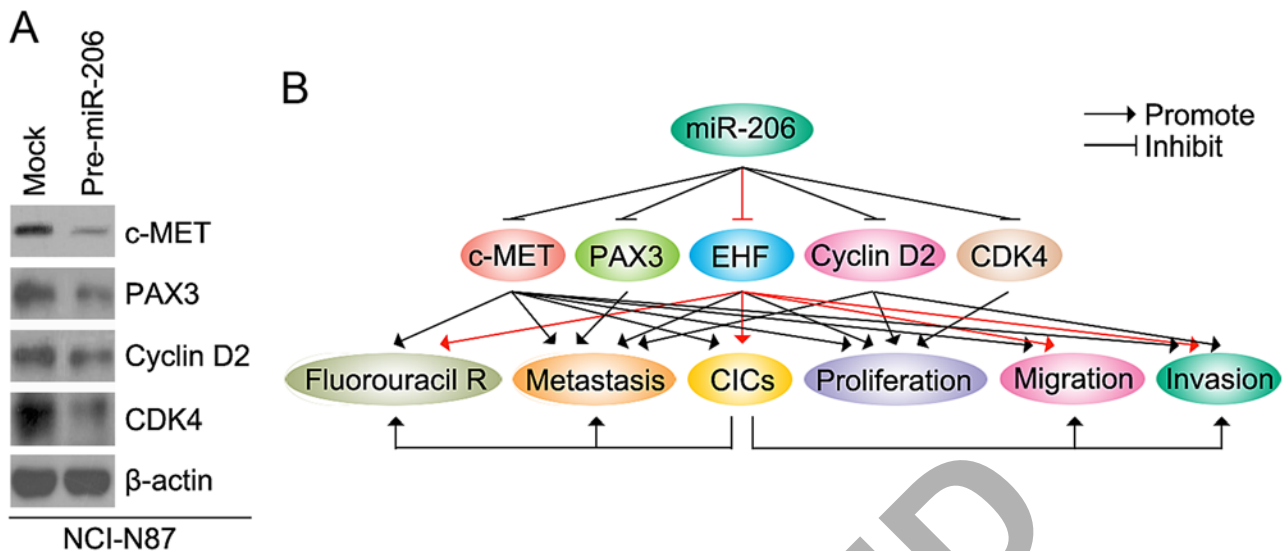 A
Mock
Pre-miR-206
c-MET
PAX3
Cyclin D2
CDK4
β-actin
NCI-N87
B
miR-206
Promote
Inhibit
c-MET PAX3 EHF Cyclin D2 CDK4
Fluorouracil R Metastasis CICs Proliferation Migration Invasion